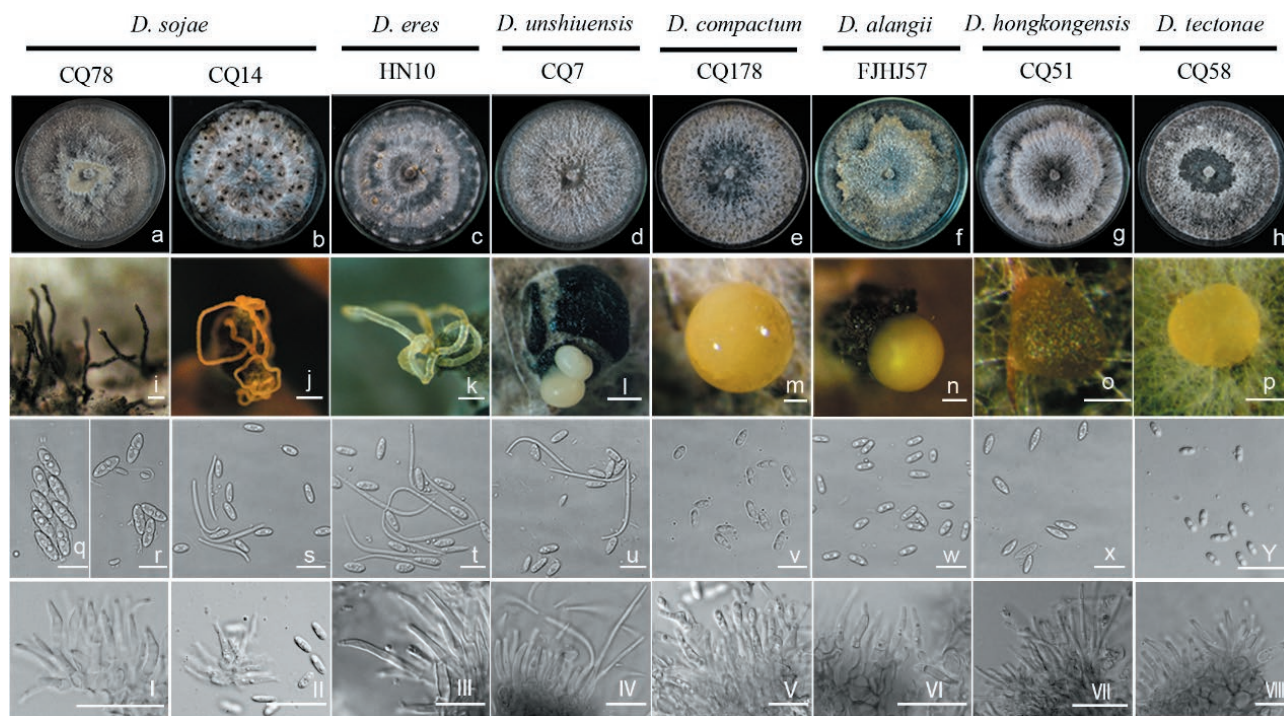 D. sojae D. eres D. unshiuensis D. compactum D. alangii D. hongkongensis D. tectonae
CQ78 CQ14 HN10 CQ7 CQ178 FJHJ57 CQ51 CQ58
a b c d e f g h
i j k l m n o p
q r s t u v w x Y
I II III IV V VI VII VIII